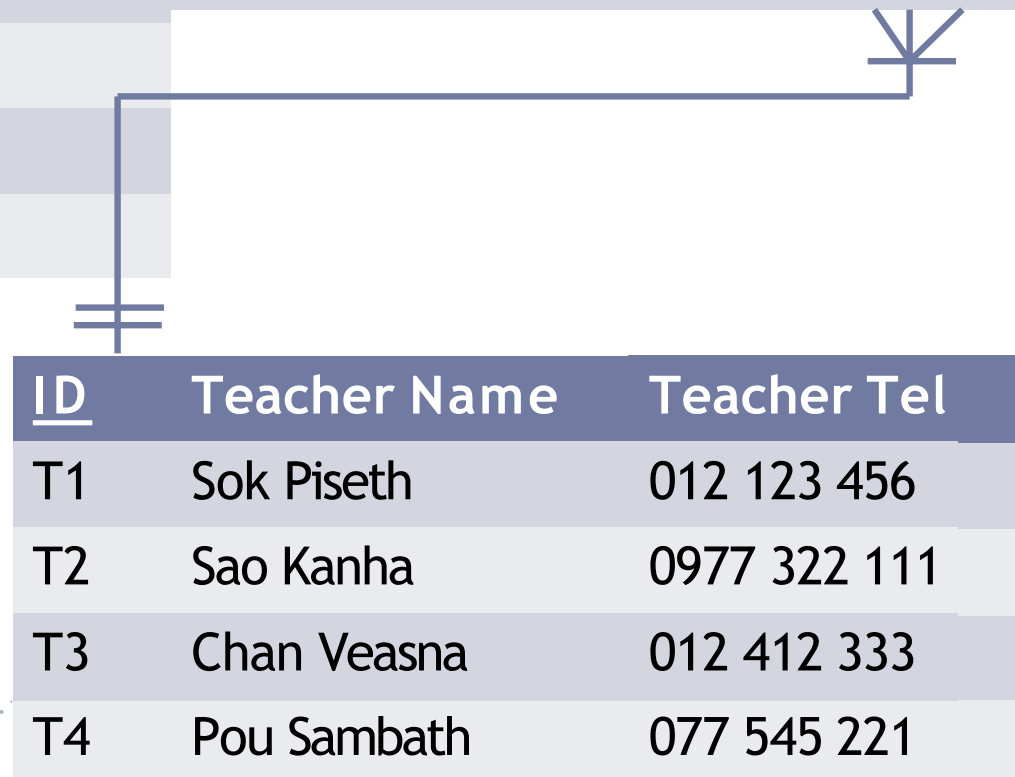 ID Teacher Name Teacher Tel
T1 Sok Piseth 012 123 456
T2 Sao Kanha 0977 322 111
T3 Chan Veasna 012 412 333
T4 Pou Sambath 077 545 221